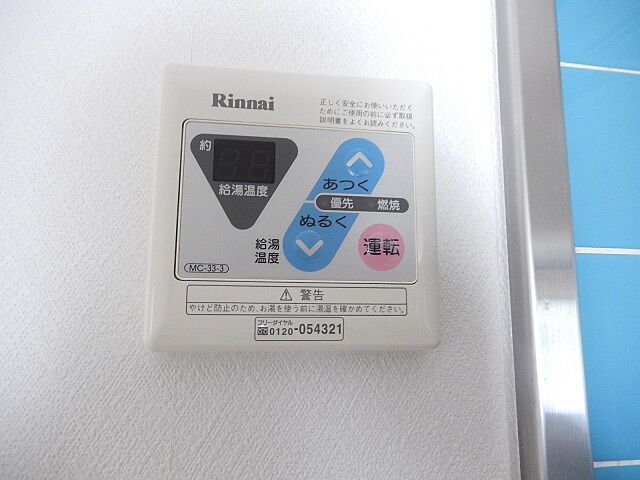 Rinnai
正しく安全にお使いいただく
ためにご使用の前に必ず取扱
説明書をよくお読みください。
約
給湯温度
あつく
優先 燃焼
ぬるく
給湯
温度
運転
MC-33-3
⚠ 警告
やけど防止のため、お湯を使う前に湯温を確かめてください。
フリーダイヤル
0120-054321